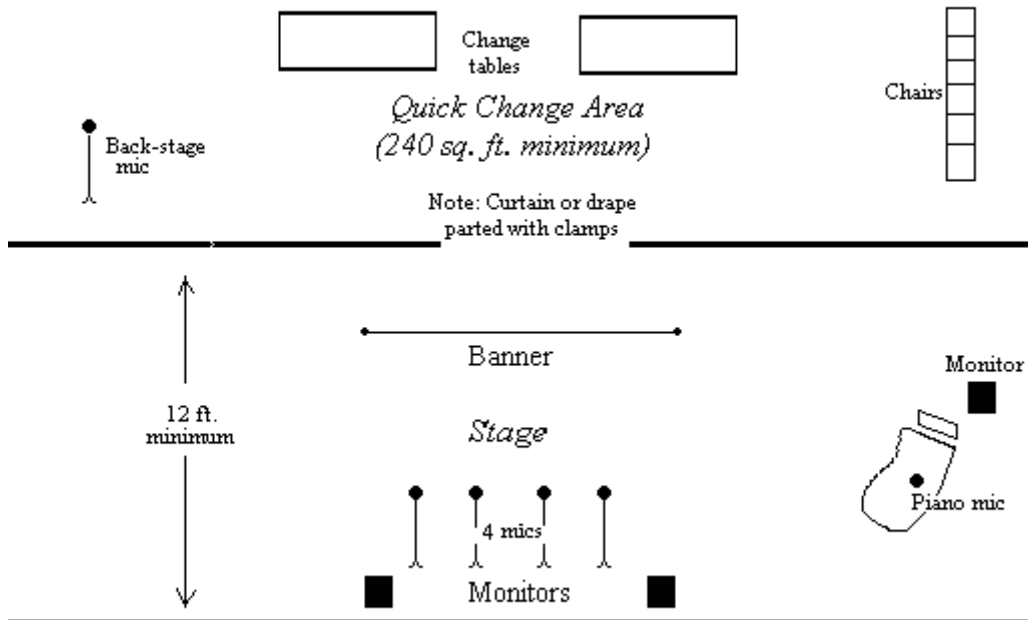 Change
tables
Quick Change Area
(240 sq. ft. minimum)
Chairs
Back-stage
mic
Note: Curtain or drape
parted with clamps
Banner
Monitor
12 ft.
minimum
Stage
Piano mic
4 mics
Monitors